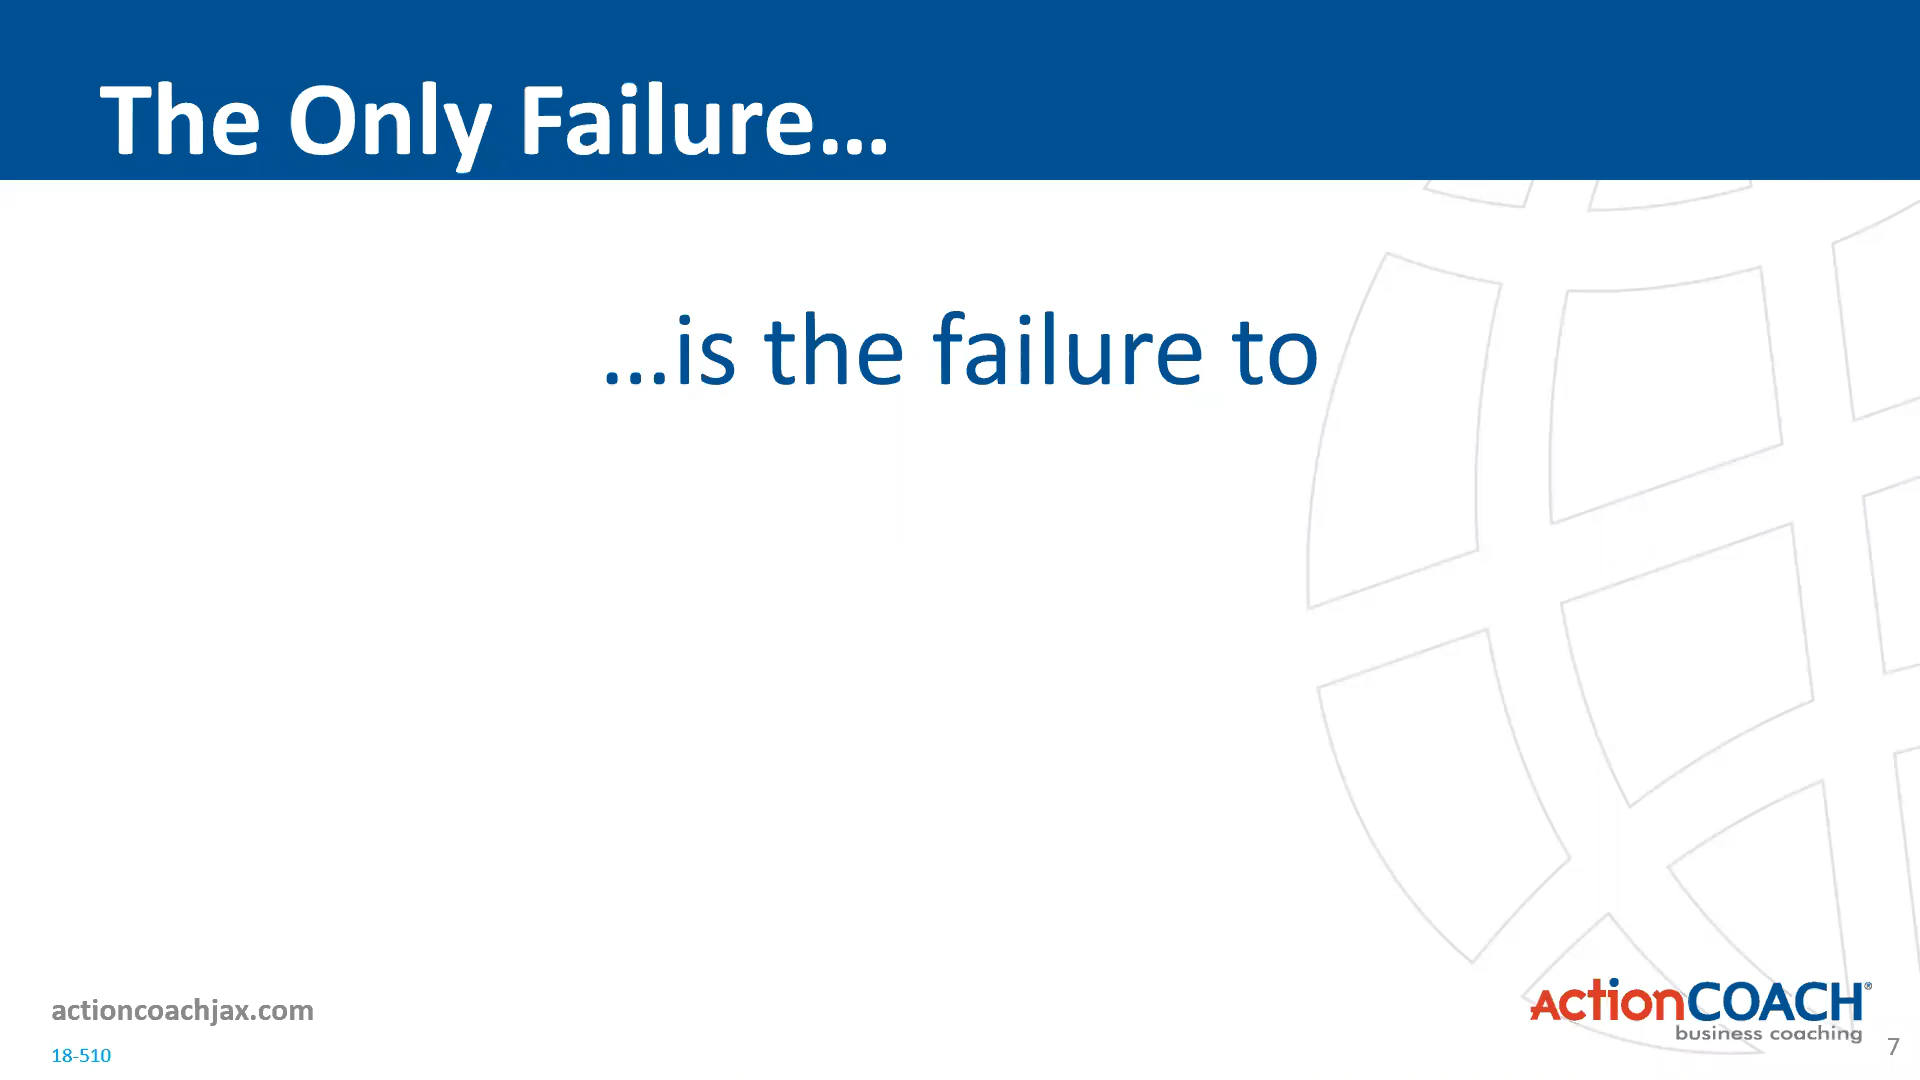 The Only Failure...
...is the failure to
actioncoachjax.com
18-510
ActionCOACH®
business coaching
7